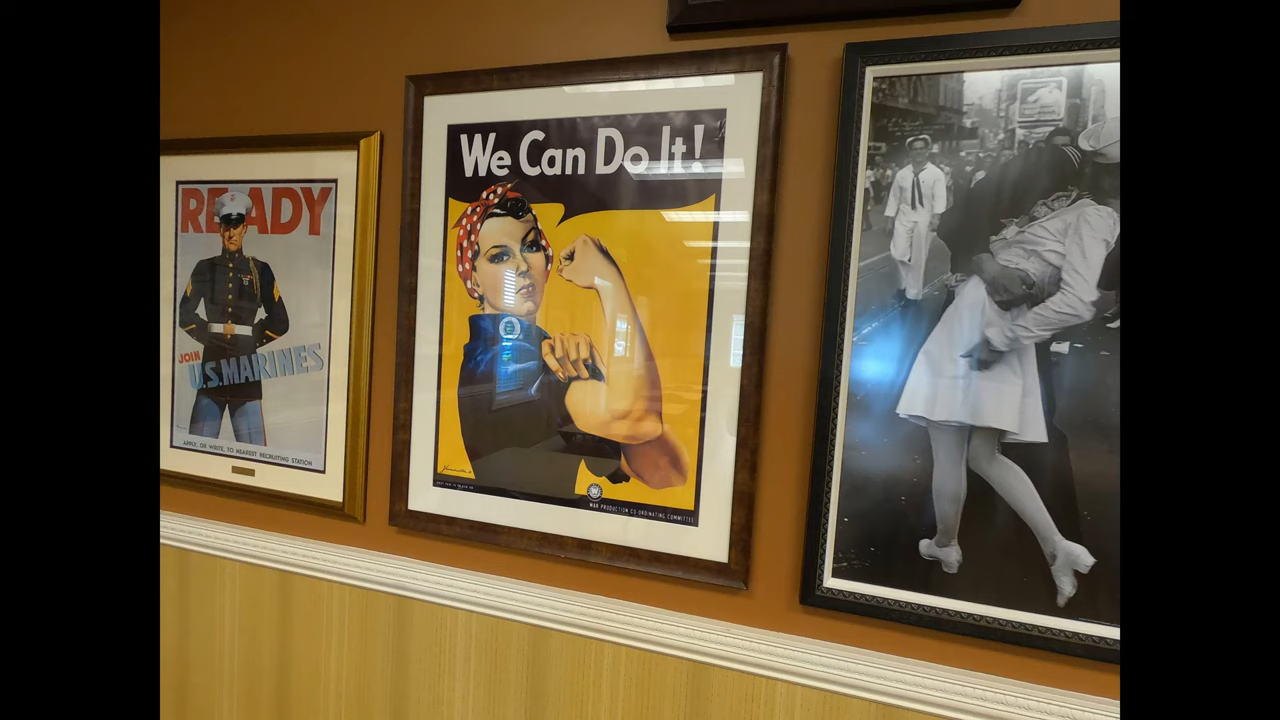 READY
JOIN
U.S. MARINES
APPLY, OR WRITE, TO NEAREST RECRUITING STATION
We Can Do It!
WAR PRODUCTION CO-ORDINATING COMMITTEE